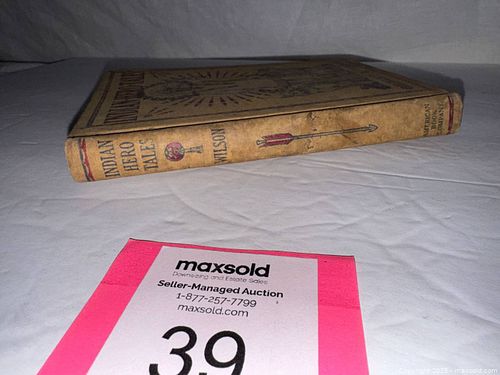 INDIAN
HERO
TALES
WILSON
AMERICAN
BOOK
COMPANY
maxsold
Downsizing and Estate Sales
Seller-Managed Auction
1-877-257-7799
maxsold.com
39